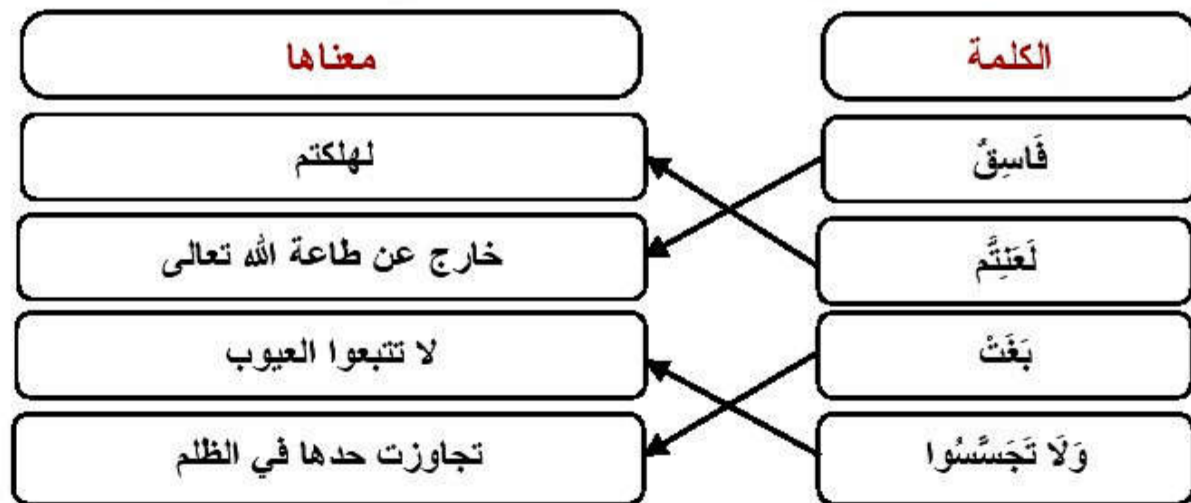 الكلمة
معناها
فَاسِقٌ
لهلكتم
لَعَنِتَّم
خارج عن طاعة الله تعالى
بَغَتْ
لا تتبعوا العيوب
وَلَا تَجَسَّسُوا
تجاوزت حدها في الظلم